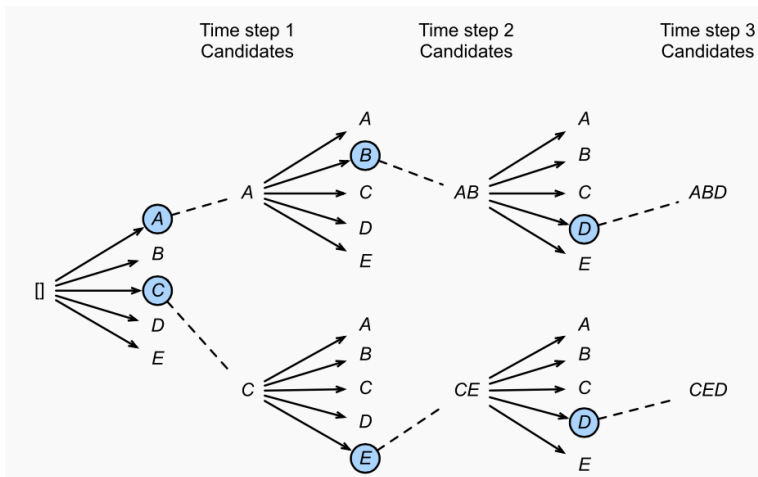 Time step 1
Candidates
Time step 2
Candidates
Time step 3
Candidates
[]
A
B
C
D
E
A
A
B
C
D
E
AB
A
B
C
D
E
ABD
C
A
B
C
D
E
CE
A
B
C
D
E
CED